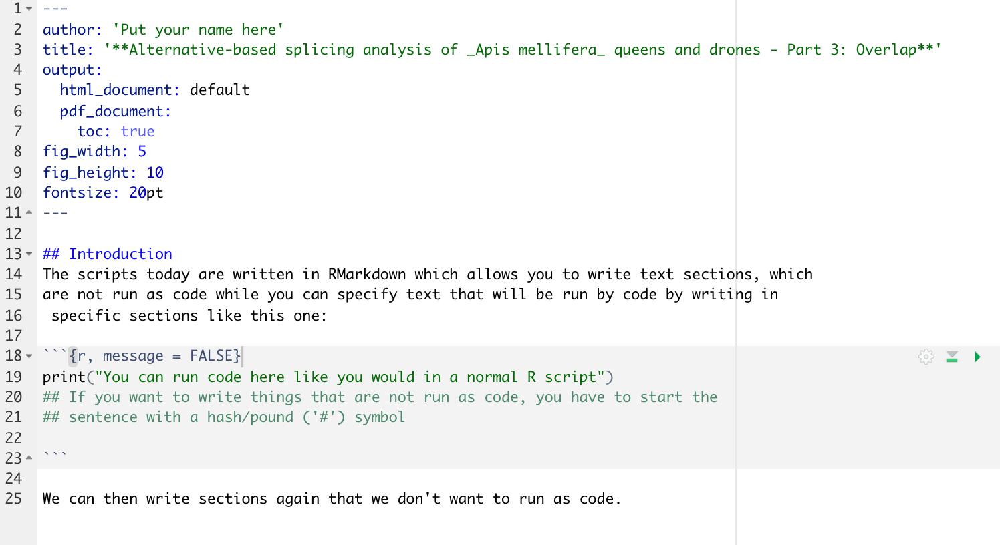 1 ---
2 author: 'Put your name here'
3 title: '**Alternative-based splicing analysis of _Apis mellifera_ queens and drones - Part 3: Overlap**'
4 output:
5   html_document: default
6   pdf_document:
7     toc: true
8 fig_width: 5
9 fig_height: 10
10 fontsize: 20pt
11 ---
12
13 ## Introduction
14 The scripts today are written in RMarkdown which allows you to write text sections, which
15 are not run as code while you can specify text that will be run by code by writing in
16  specific sections like this one:
17
18 ```{r, message = FALSE}
19 print("You can run code here like you would in a normal R script")
20 ## If you want to write things that are not run as code, you have to start the
21 ## sentence with a hash/pound ('#') symbol
22
23 ```
24
25 We can then write sections again that we don't want to run as code.